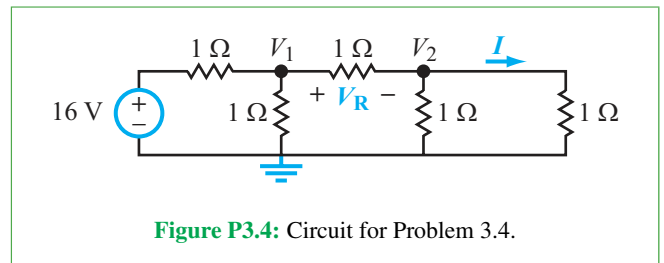 1 Ω V1 1 Ω V2 I
16 V + − 1 Ω + VR − 1 Ω 1 Ω
Figure P3.4: Circuit for Problem 3.4.